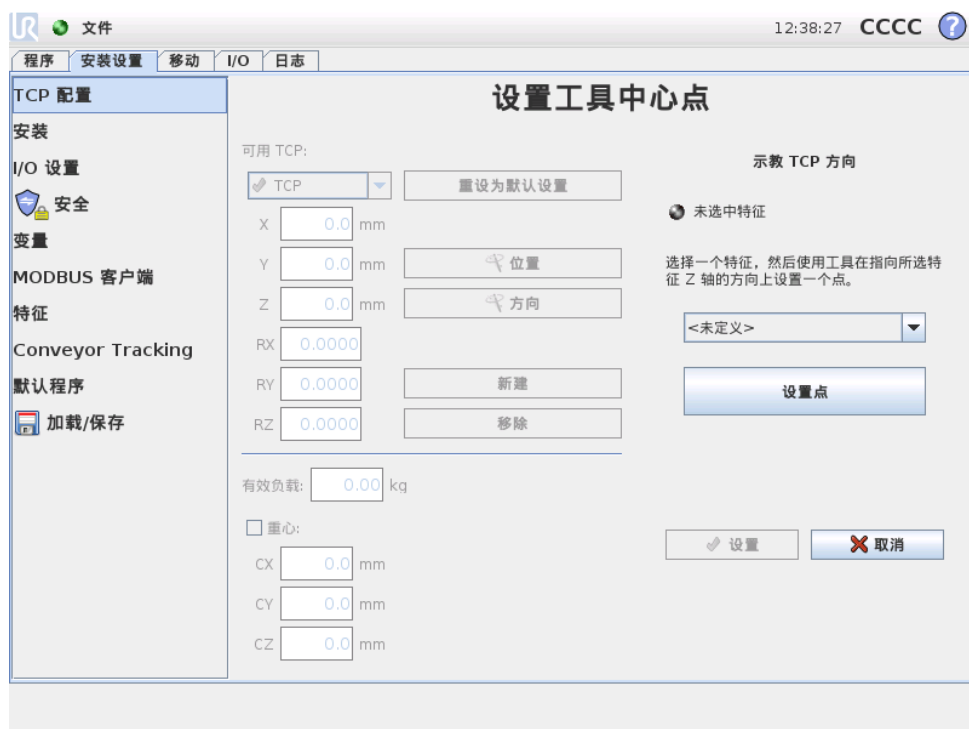 UR 文件 12:38:27 CCCC ?
程序 安装设置 移动 I/O 日志
TCP 配置
安装
I/O 设置
安全
变量
MODBUS 客户端
特征
Conveyor Tracking
默认程序
加载/保存
设置工具中心点
可用 TCP:
TCP 重设为默认设置
X 0.0 mm
Y 0.0 mm 位置
Z 0.0 mm 方向
RX 0.0000
RY 0.0000 新建
RZ 0.0000 移除
有效负载: 0.00 kg
重心:
CX 0.0 mm
CY 0.0 mm
CZ 0.0 mm
示教 TCP 方向
未选中特征
选择一个特征，然后使用工具在指向所选特
征 Z 轴的方向上设置一个点。
<未定义>
设置点
设置 取消